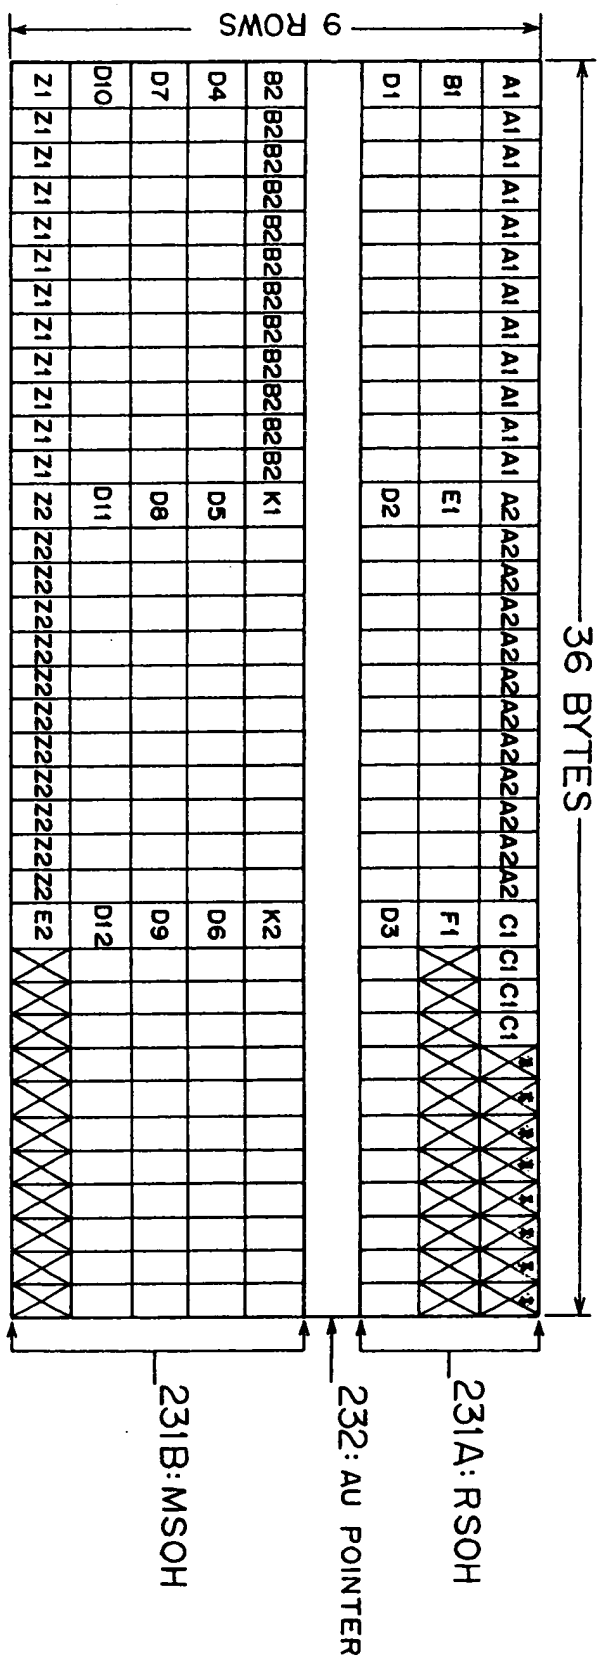 36 BYTES
9 ROWS
A1 A1 A1 A1 A1 A1 A1 A1 A1 A1 A1 A1 A2 A2 A2 A2 A2 A2 A2 A2 A2 A2 A2 A2 C1 C1 C1 C1 * * * * * * * *
B1 E1 F1
D1 D2 D3
B2 B2 B2 B2 B2 B2 B2 B2 B2 B2 B2 B2 K1 K2
D4 D5 D6
D7 D8 D9
D10 D11 D12
Z1 Z1 Z1 Z1 Z1 Z1 Z1 Z1 Z1 Z1 Z1 Z1 Z2 Z2 Z2 Z2 Z2 Z2 Z2 Z2 Z2 Z2 Z2 Z2 E2
231A: RSOH
232: AU POINTER
231B: MSOH